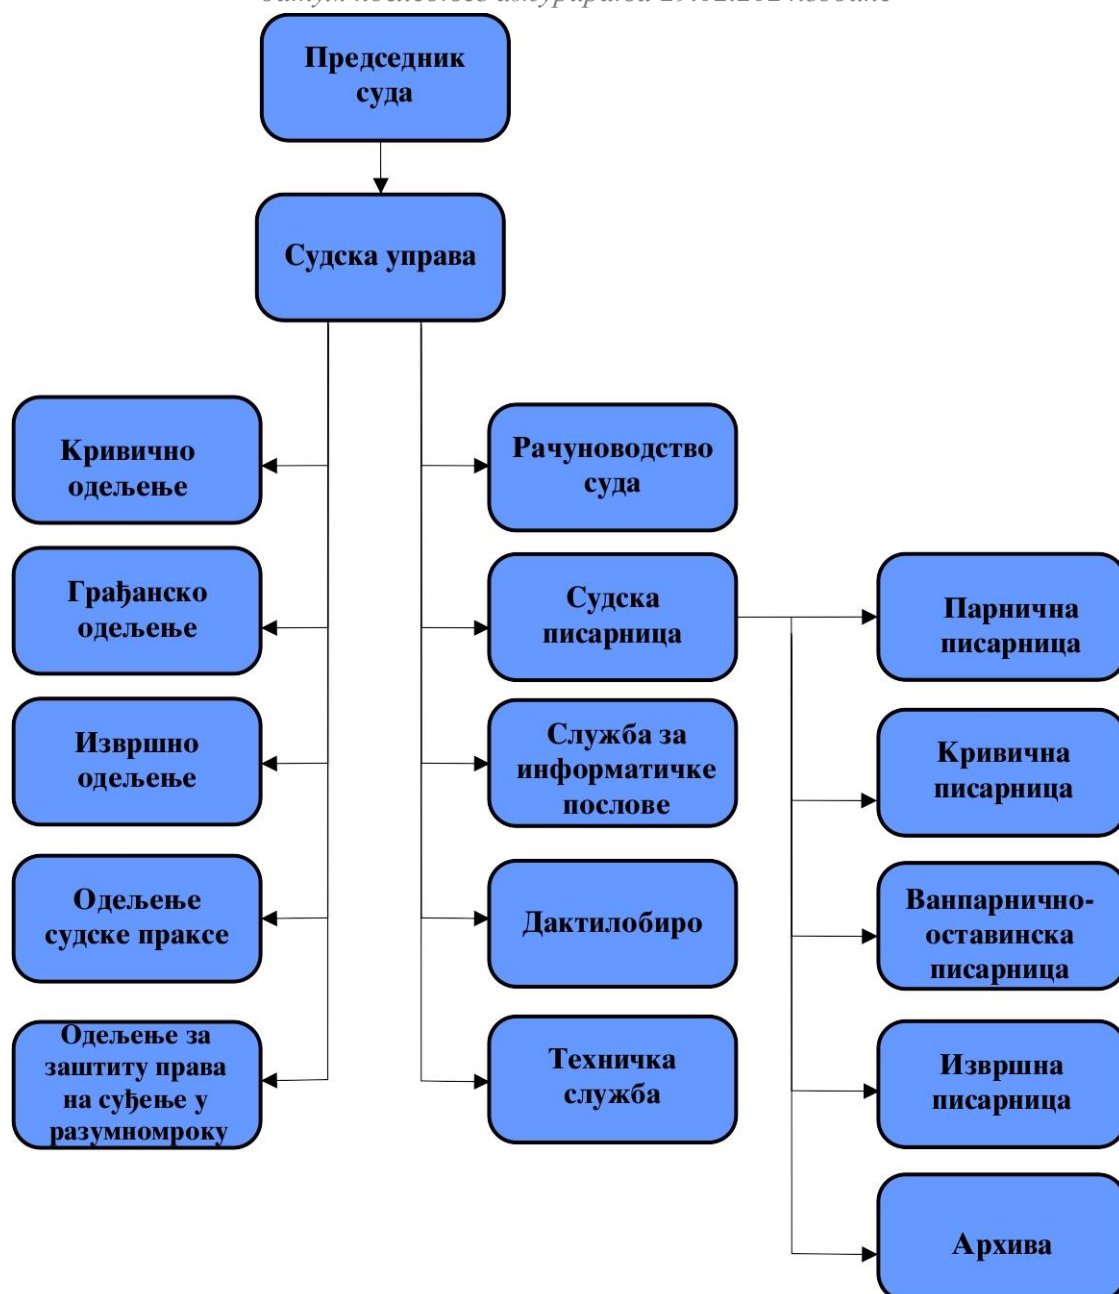 Председник
суда
Судска управа
Кривично
одељење
Грађанско
одељење
Извршно
одељење
Одељење
судске праксе
Одељење за
заштиту права
на суђење у
разумномроку
Рачуноводство
суда
Судска
писарница
Служба за
информатичке
послове
Дактилобиро
Техничка
служба
Парнична
писарница
Кривична
писарница
Ванпарнично-
оставинска
писарница
Извршна
писарница
Архива